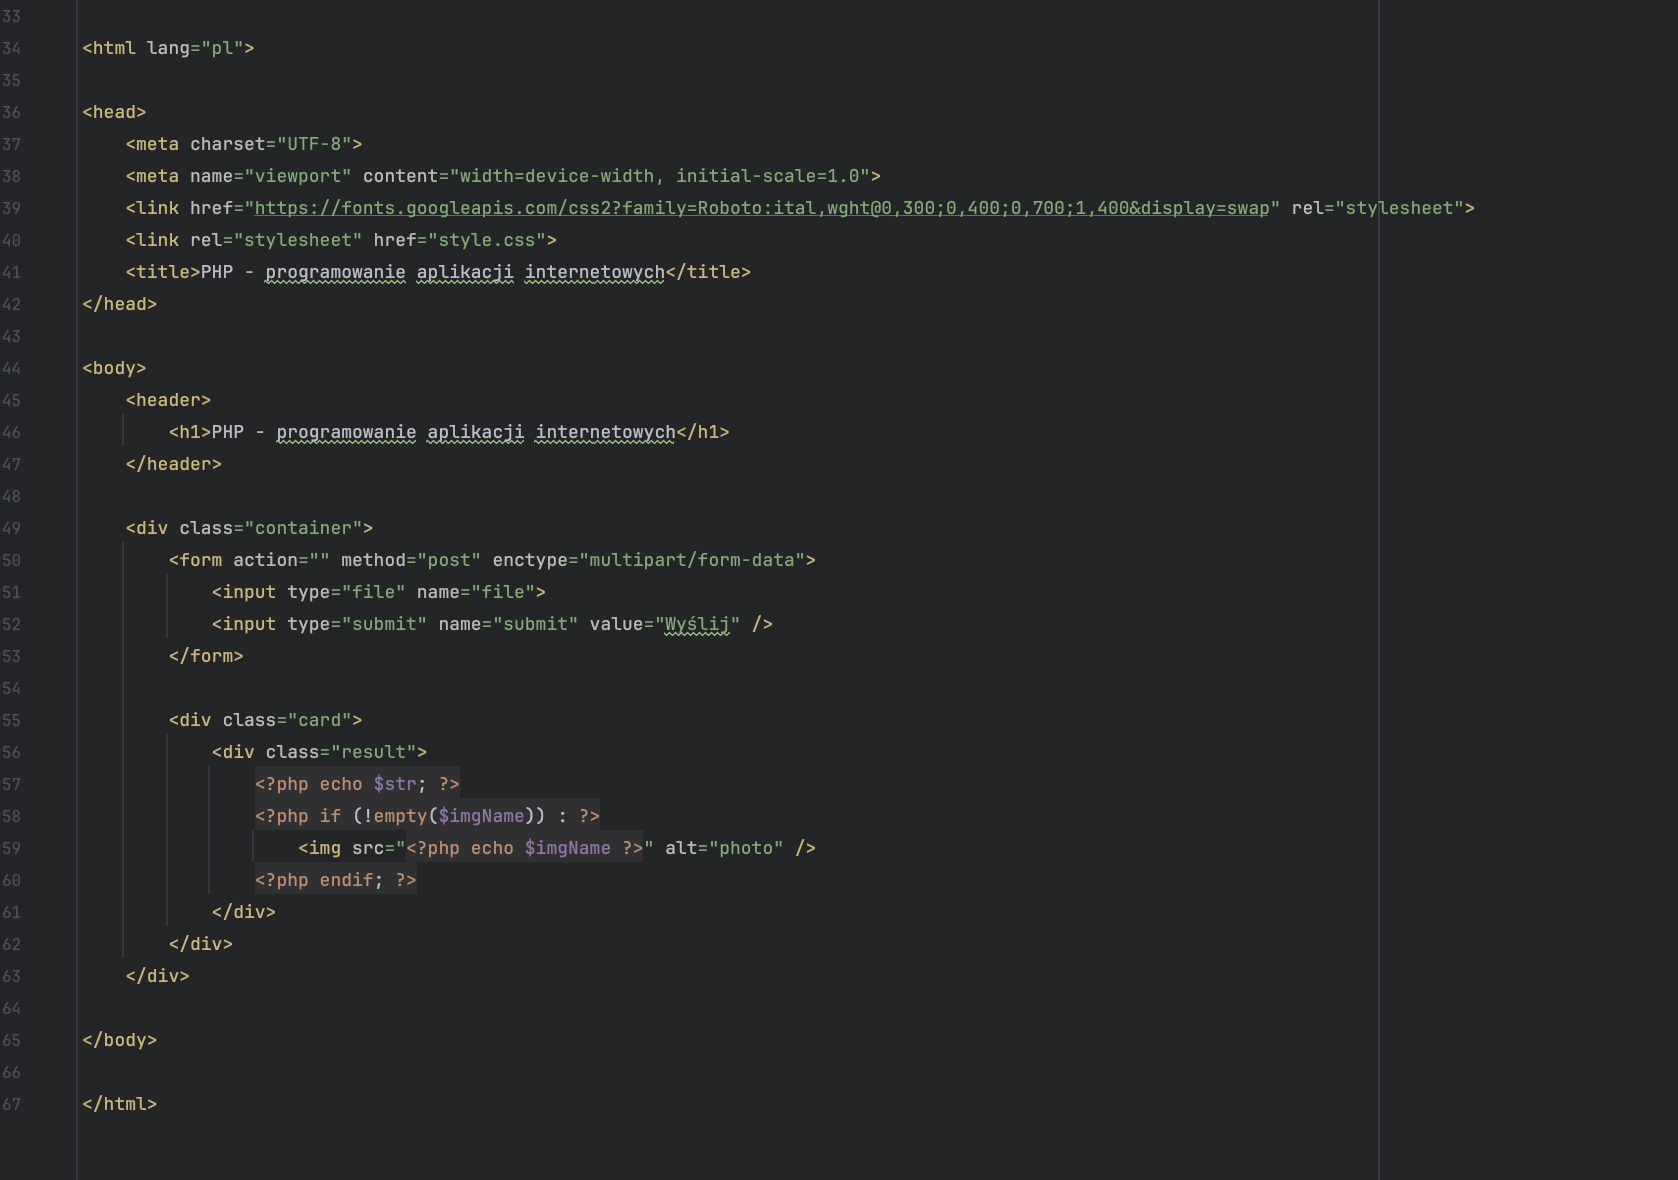 33
34 <html lang="pl">
35
36 <head>
37     <meta charset="UTF-8">
38     <meta name="viewport" content="width=device-width, initial-scale=1.0">
39     <link href="https://fonts.googleapis.com/css2?family=Roboto:ital,wght@0,300;0,400;0,700;1,400&display=swap" rel="stylesheet">
40     <link rel="stylesheet" href="style.css">
41     <title>PHP - programowanie aplikacji internetowych</title>
42 </head>
43
44 <body>
45     <header>
46         <h1>PHP - programowanie aplikacji internetowych</h1>
47     </header>
48
49     <div class="container">
50         <form action="" method="post" enctype="multipart/form-data">
51             <input type="file" name="file">
52             <input type="submit" name="submit" value="Wyślij" />
53         </form>
54
55         <div class="card">
56             <div class="result">
57                 <?php echo $str; ?>
58                 <?php if (!empty($imgName)) : ?>
59                     <img src="<?php echo $imgName ?>" alt="photo" />
60                 <?php endif; ?>
61             </div>
62         </div>
63     </div>
64
65 </body>
66
67 </html>